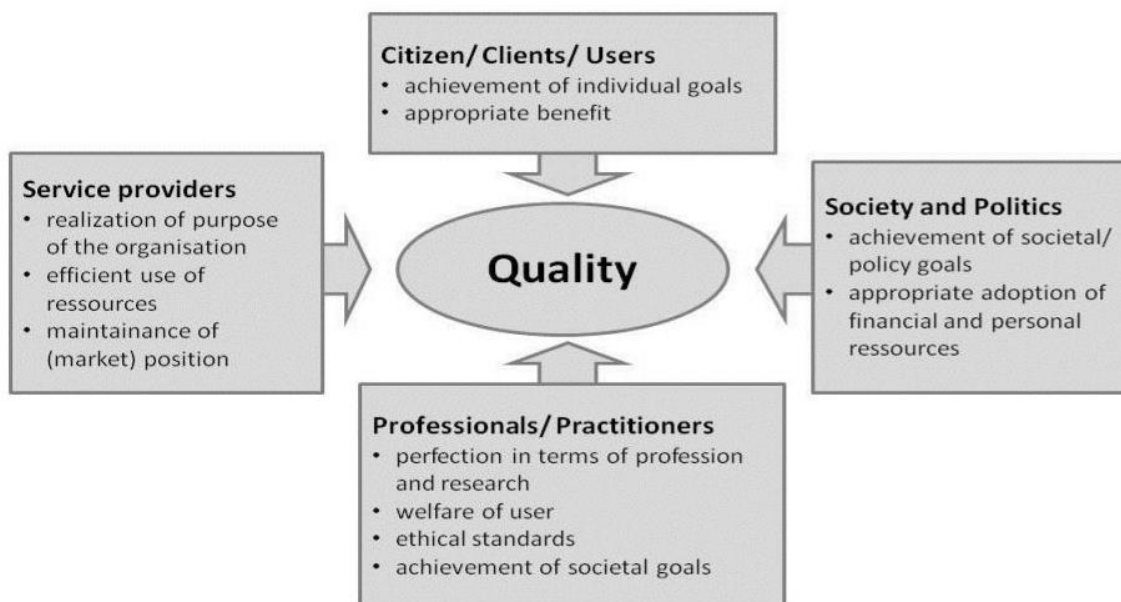 Citizen/ Clients/ Users
• achievement of individual goals
• appropriate benefit
Service providers
• realization of purpose
of the organisation
• efficient use of
ressources
• maintainance of
(market) position
Quality
Society and Politics
• achievement of societal/
policy goals
• appropriate adoption of
financial and personal
ressources
Professionals/ Practitioners
• perfection in terms of profession
and research
• welfare of user
• ethical standards
• achievement of societal goals